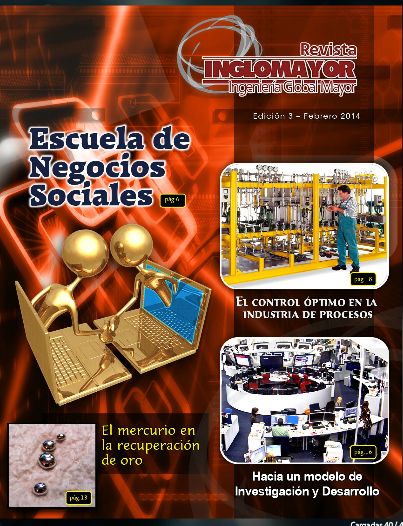 Revista
INGLOMAYOR
Ingeniería Global Mayor
Edición 3 – Febrero 2014
Escuela de
Negocios
Sociales
pág 6
pág. 8
EL CONTROL ÓPTIMO EN LA
INDUSTRIA DE PROCESOS
El mercurio en
la recuperación
de oro
pág 13
pág. 6
Hacia un modelo de
Investigación y Desarrollo
Cargadas 40 /